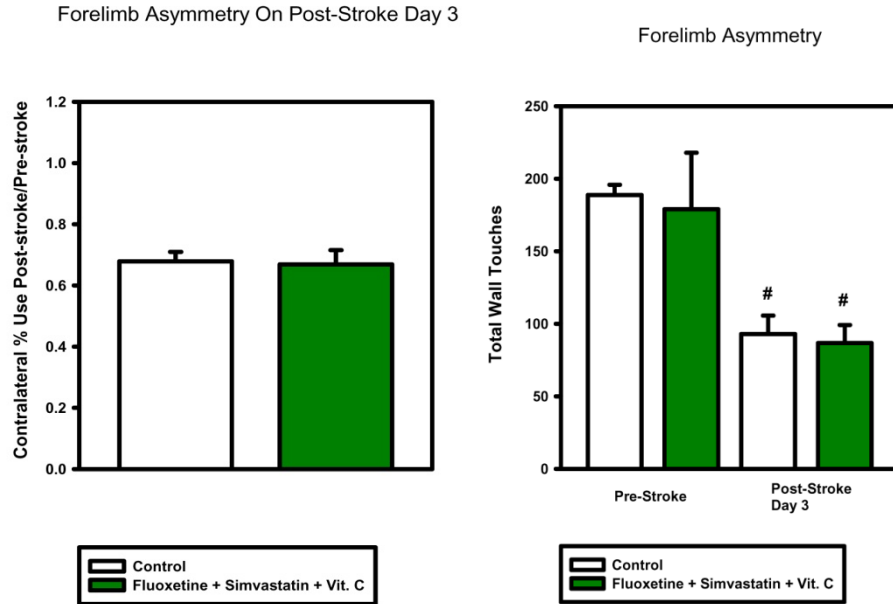 Forelimb Asymmetry On Post-Stroke Day 3
Contralateral % Use Post-stroke/Pre-stroke
1.2
1.0
0.8
0.6
0.4
0.2
0.0
Control
Fluoxetine + Simvastatin + Vit. C
Forelimb Asymmetry
Total Wall Touches
250
200
150
100
50
0
#
#
Pre-Stroke
Post-Stroke
Day 3
Control
Fluoxetine + Simvastatin + Vit. C